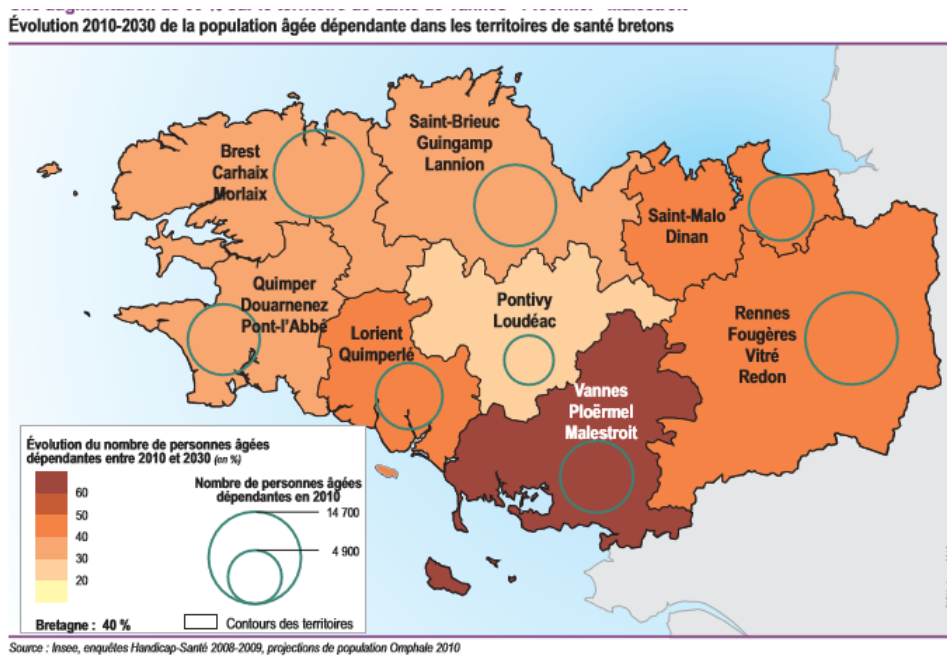 Évolution 2010-2030 de la population âgée dépendante dans les territoires de santé bretons
Saint-Brieuc
Guingamp
Lannion
Brest
Carhaix
Morlaix
Saint-Malo
Dinan
Quimper
Douarnenez
Pont-l'Abbé
Pontivy
Loudéac
Lorient
Quimperlé
Rennes
Fougères
Vitré
Redon
Vannes
Ploërmel
Malestroit
Évolution du nombre de personnes âgées
dépendantes entre 2010 et 2030 (en %)
60
50
40
30
20
Bretagne : 40 %
Nombre de personnes âgées
dépendantes en 2010
14 700
4 900
Contours des territoires
Source : Insee, enquêtes Handicap-Santé 2008-2009, projections de population Omphale 2010